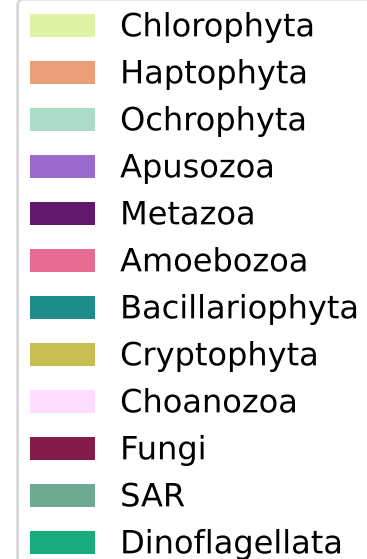 Chlorophyta
Haptophyta
Ochrophyta
Apusozoa
Metazoa
Amoebozoa
Bacillariophyta
Cryptophyta
Choanozoa
Fungi
SAR
Dinoflagellata